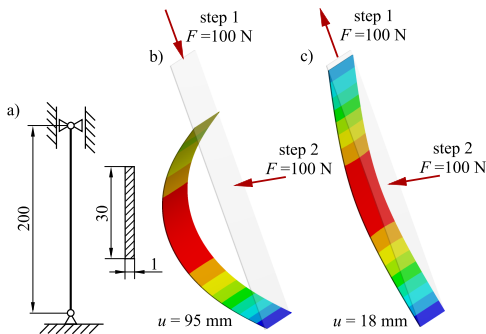 a)
200
30
1
b)
step 1
F =100 N
step 2
F =100 N
u = 95 mm
c)
step 1
F =100 N
step 2
F =100 N
u = 18 mm